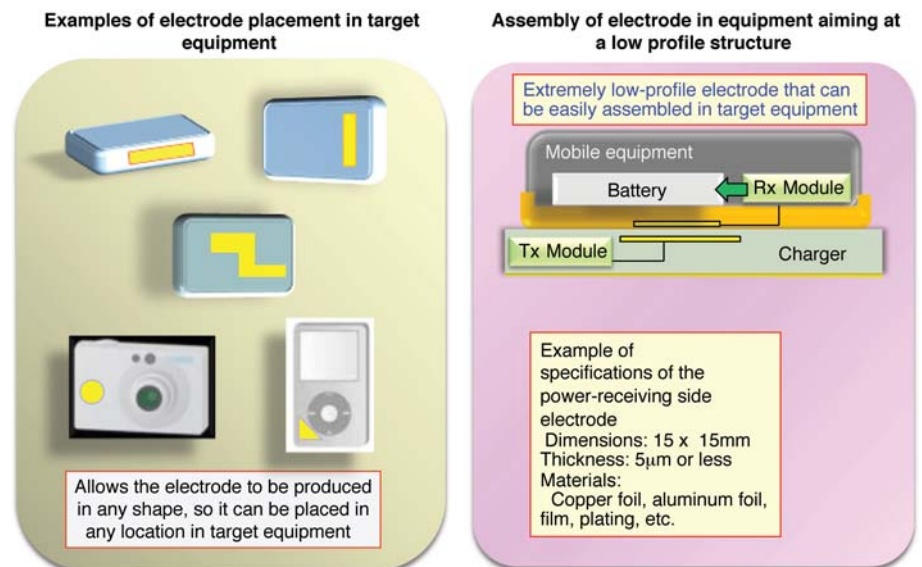 Examples of electrode placement in target
equipment
Allows the electrode to be produced
in any shape, so it can be placed in
any location in target equipment
Assembly of electrode in equipment aiming at
a low profile structure
Extremely low-profile electrode that can
be easily assembled in target equipment
Mobile equipment
Battery
Rx Module
Tx Module
Charger
Example of
specifications of the
power-receiving side
electrode
Dimensions: 15 x 15mm
Thickness: 5μm or less
Materials:
Copper foil, aluminum foil,
film, plating, etc.